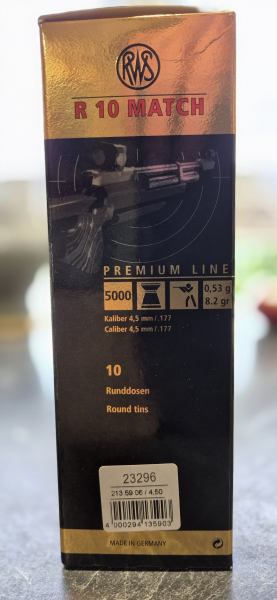 RWS
R 10 MATCH
PREMIUM LINE
5000
0,53 g
8.2 gr
Kaliber 4,5 mm/.177
Caliber 4,5 mm/.177
10
Runddosen
Round tins
23296
213 59 06 / 4,50
4 000294 135903
MADE IN GERMANY